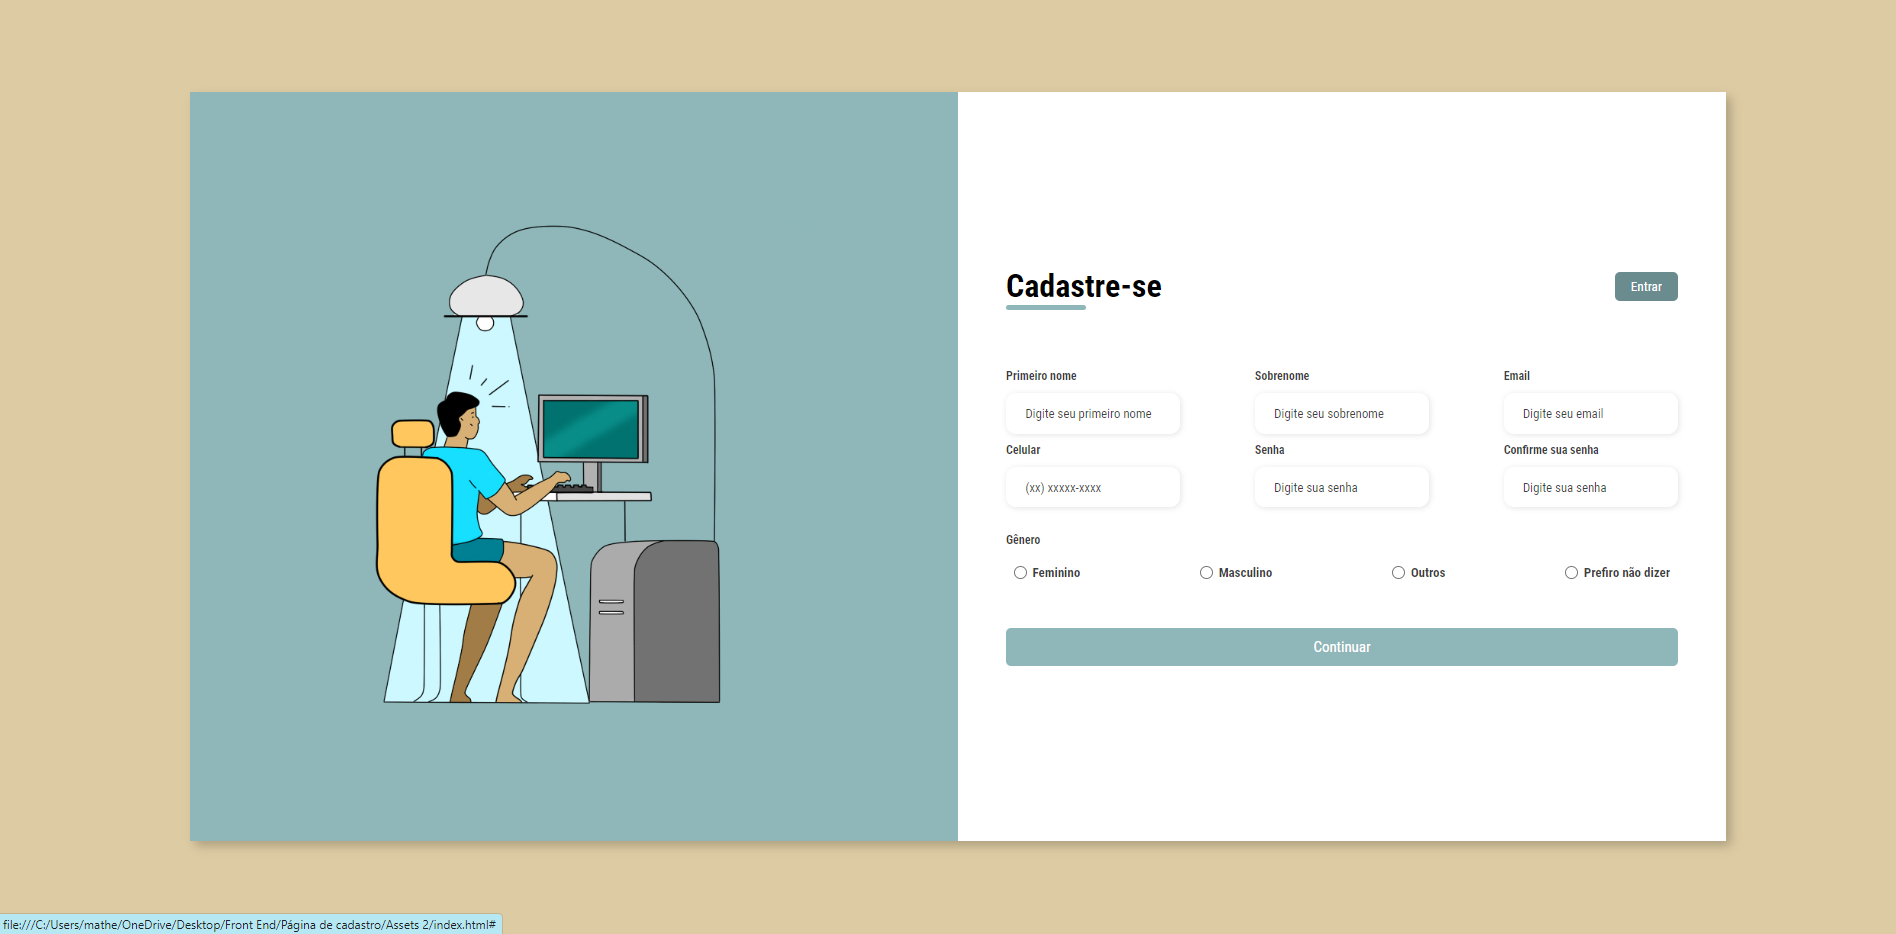 Cadastre-se
Entrar
Primeiro nome Sobrenome Email
Digite seu primeiro nome Digite seu sobrenome Digite seu email
Celular Senha Confirme sua senha
(xx) xxxxx-xxxx Digite sua senha Digite sua senha
Gênero
Feminino Masculino Outros Prefiro não dizer
Continuar
file:///C:/Users/mathe/OneDrive/Desktop/Front End/Página de cadastro/Assets 2/index.html#